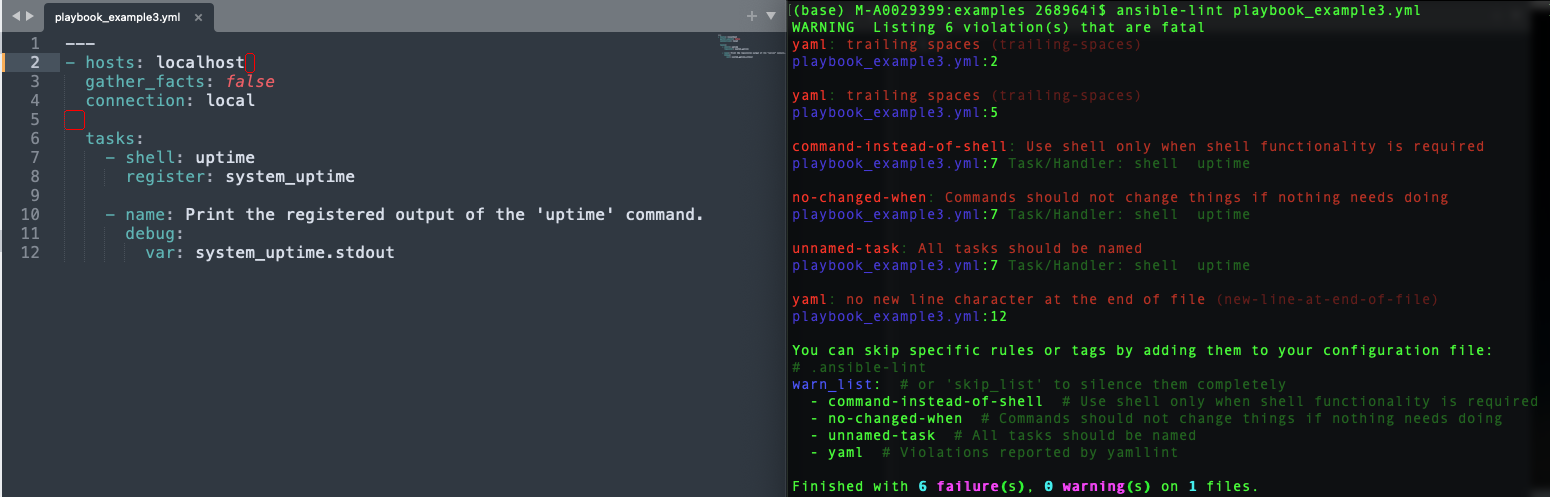 playbook_example3.yml ×
1 ---
2 - hosts: localhost
3   gather_facts: false
4   connection: local
5
6   tasks:
7     - shell: uptime
8       register: system_uptime
9
10     - name: Print the registered output of the 'uptime' command.
11       debug:
12         var: system_uptime.stdout
(base) M-A0029399:examples 268964i$ ansible-lint playbook_example3.yml
WARNING  Listing 6 violation(s) that are fatal
yaml: trailing spaces (trailing-spaces)
playbook_example3.yml:2
yaml: trailing spaces (trailing-spaces)
playbook_example3.yml:5
command-instead-of-shell: Use shell only when shell functionality is required
playbook_example3.yml:7 Task/Handler: shell  uptime
no-changed-when: Commands should not change things if nothing needs doing
playbook_example3.yml:7 Task/Handler: shell  uptime
unnamed-task: All tasks should be named
playbook_example3.yml:7 Task/Handler: shell  uptime
yaml: no new line character at the end of file (new-line-at-end-of-file)
playbook_example3.yml:12
You can skip specific rules or tags by adding them to your configuration file:
# .ansible-lint
warn_list:  # or 'skip_list' to silence them completely
  - command-instead-of-shell  # Use shell only when shell functionality is required
  - no-changed-when  # Commands should not change things if nothing needs doing
  - unnamed-task  # All tasks should be named
  - yaml  # Violations reported by yamllint
Finished with 6 failure(s), 0 warning(s) on 1 files.